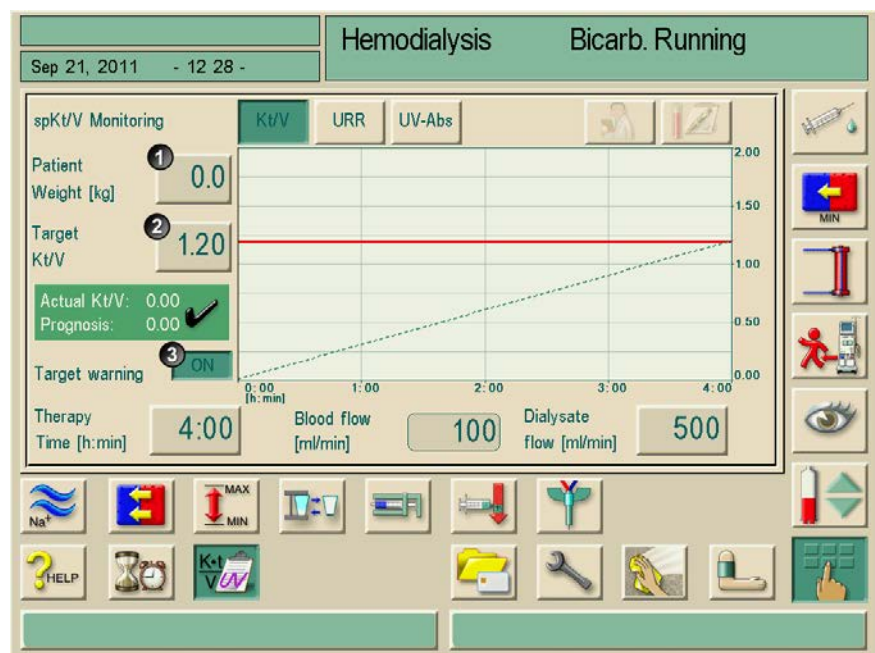 Hemodialysis Bicarb. Running
Sep 21, 2011 - 12 28 -
spKt/V Monitoring
Kt/V URR UV-Abs
Patient
Weight [kg]
1
0.0
Target
Kt/V
2
1.20
Actual Kt/V: 0.00
Prognosis: 0.00
Target warning
3
ON
2.00
1.50
1.00
0.50
0.00
0:00 1:00 2:00 3:00 4:00
[h:min]
Therapy
Time [h:min]
4:00
Blood flow
[ml/min]
100
Dialysate
flow [ml/min]
500
MIN
Na+
MAX
MIN
HELP
K•t
V
UV